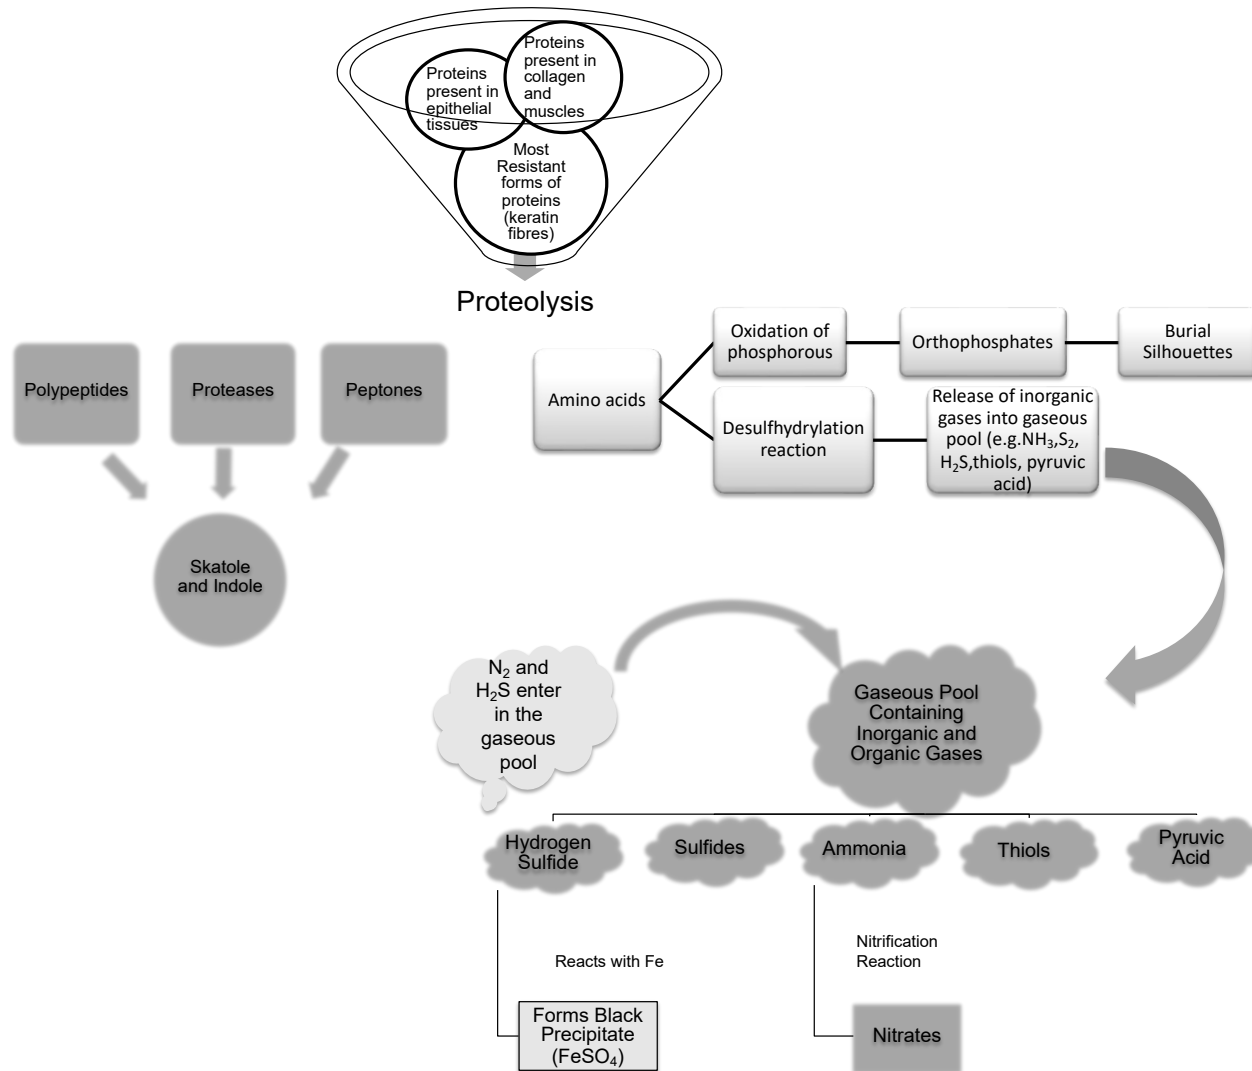 Proteins
present in
epithelial
tissues
Proteins
present in
collagen
and
muscles
Most
Resistant
forms of
proteins
(keratin
fibres)
Proteolysis
Polypeptides
Proteases
Peptones
Skatole
and Indole
Amino acids
Oxidation of
phosphorous
Orthophosphates
Burial
Silhouettes
Desulfhydrylation
reaction
Release of inorganic
gases into gaseous
pool (e.g.NH₃,S₂,
H₂S,thiols, pyruvic
acid)
N₂ and
H₂S enter
in the
gaseous
pool
Gaseous Pool
Containing
Inorganic and
Organic Gases
Hydrogen
Sulfide
Sulfides
Ammonia
Thiols
Pyruvic
Acid
Reacts with Fe
Nitrification
Reaction
Forms Black
Precipitate
(FeSO₄)
Nitrates